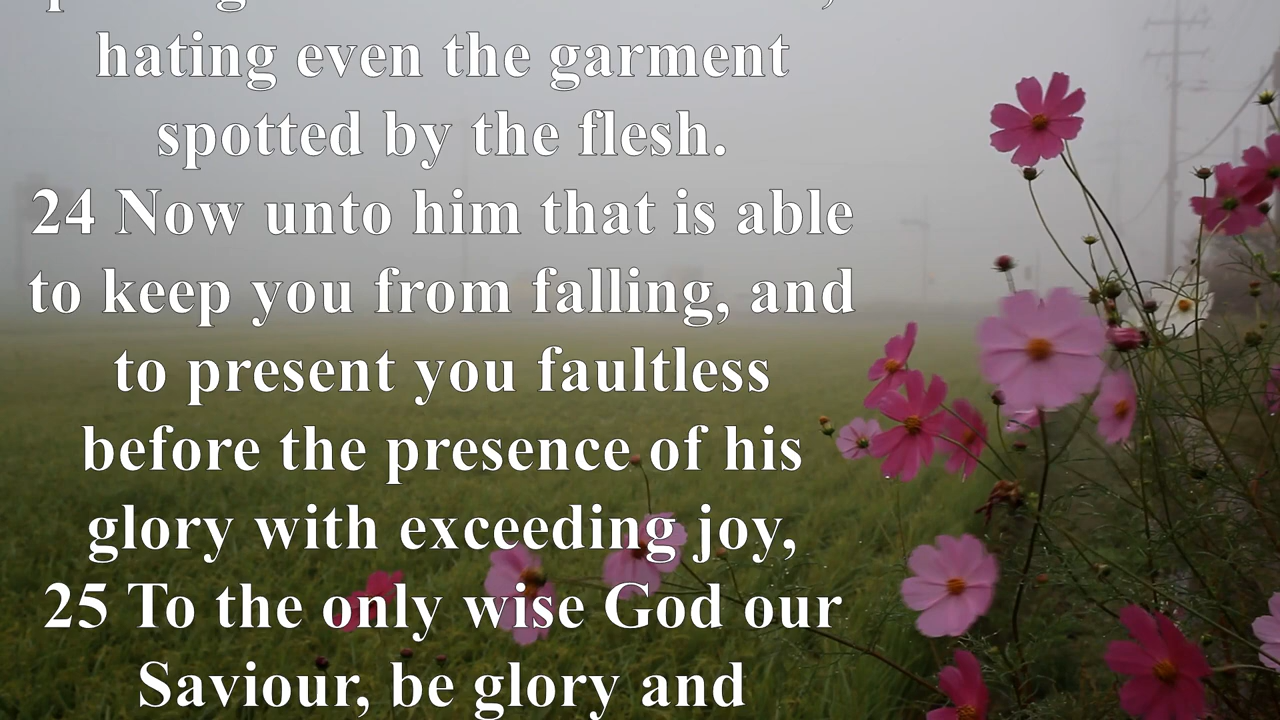 hating even the garment
spotted by the flesh.
24 Now unto him that is able
to keep you from falling, and
to present you faultless
before the presence of his
glory with exceeding joy,
25 To the only wise God our
Saviour, be glory and